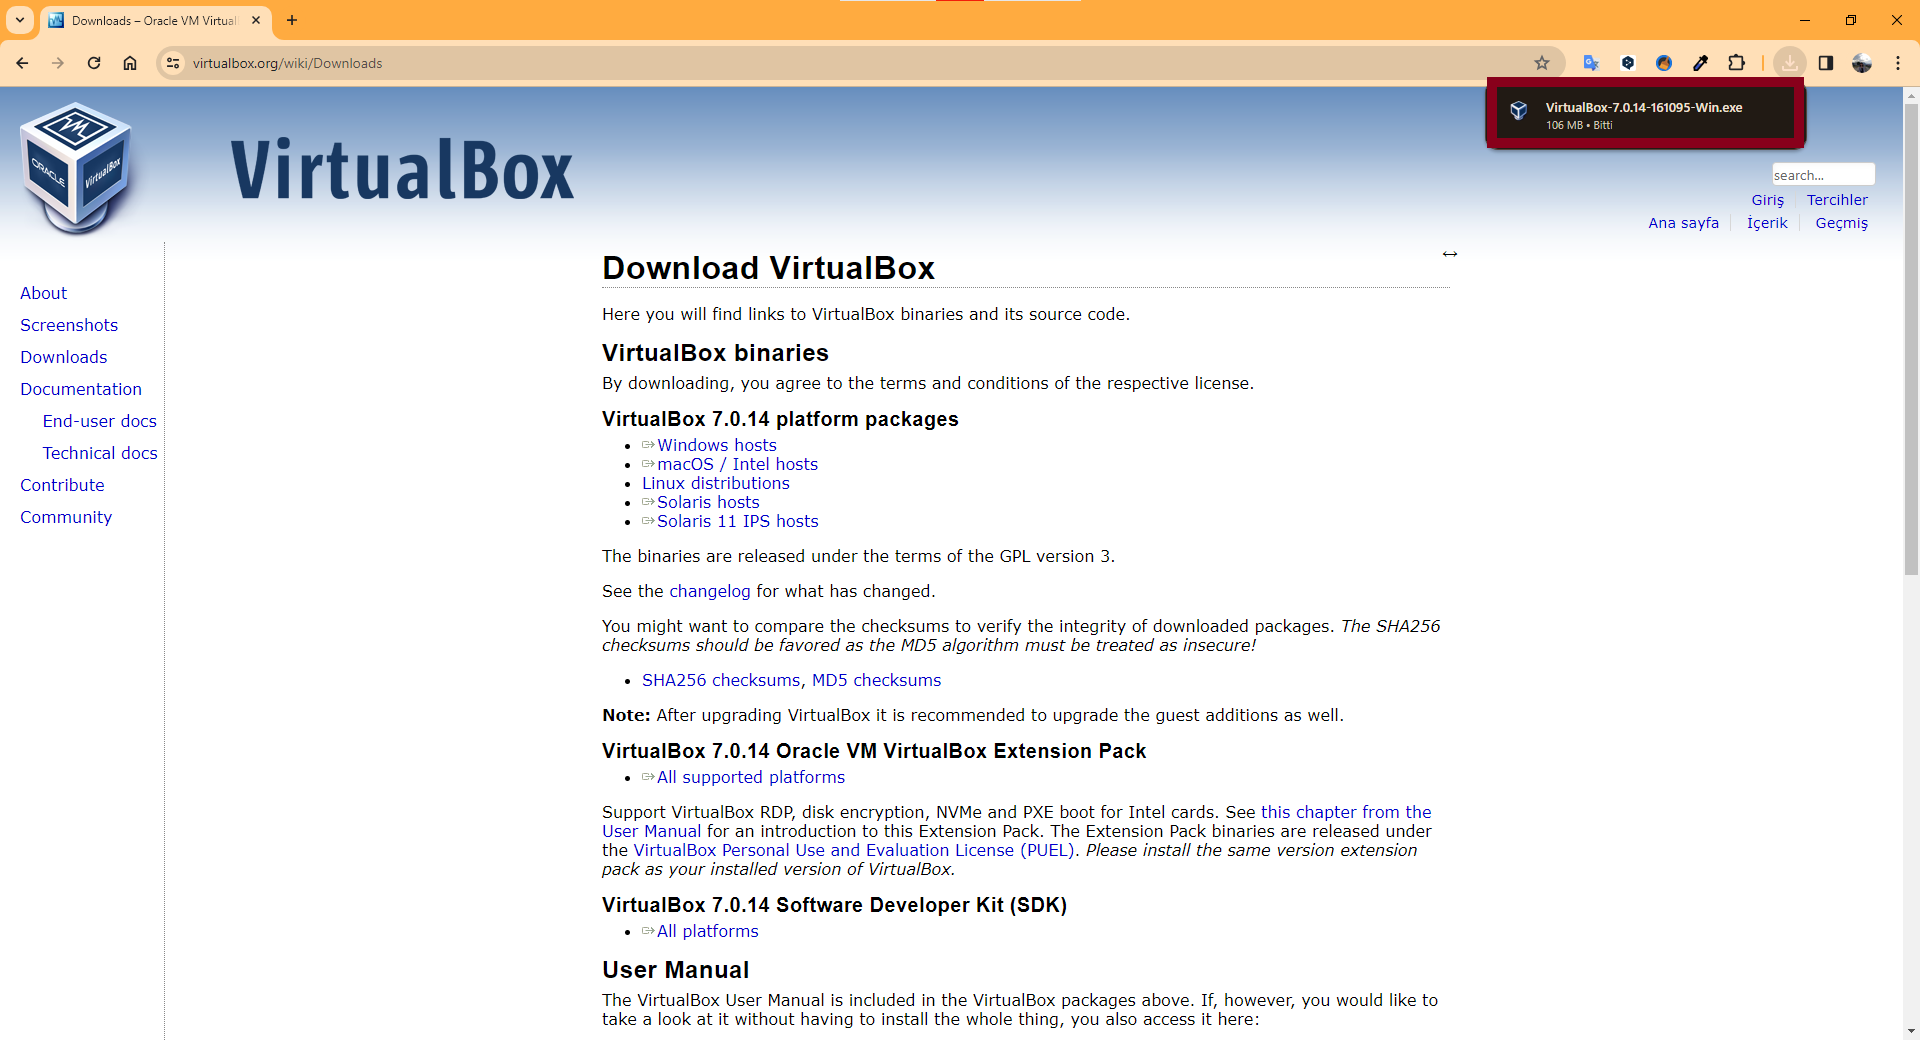 Downloads – Oracle VM Virtual
virtualbox.org/wiki/Downloads
VirtualBox-7.0.14-161095-Win.exe
106 MB • Bitti
ORACLE
VirtualBox
VirtualBox
search...
Giriş
Tercihler
Ana sayfa
İçerik
Geçmiş
About
Screenshots
Downloads
Documentation
End-user docs
Technical docs
Contribute
Community
Download VirtualBox
Here you will find links to VirtualBox binaries and its source code.
VirtualBox binaries
By downloading, you agree to the terms and conditions of the respective license.
VirtualBox 7.0.14 platform packages
Windows hosts
macOS / Intel hosts
Linux distributions
Solaris hosts
Solaris 11 IPS hosts
The binaries are released under the terms of the GPL version 3.
See the changelog for what has changed.
You might want to compare the checksums to verify the integrity of downloaded packages. The SHA256
checksums should be favored as the MD5 algorithm must be treated as insecure!
SHA256 checksums, MD5 checksums
Note: After upgrading VirtualBox it is recommended to upgrade the guest additions as well.
VirtualBox 7.0.14 Oracle VM VirtualBox Extension Pack
All supported platforms
Support VirtualBox RDP, disk encryption, NVMe and PXE boot for Intel cards. See this chapter from the
User Manual for an introduction to this Extension Pack. The Extension Pack binaries are released under
the VirtualBox Personal Use and Evaluation License (PUEL). Please install the same version extension
pack as your installed version of VirtualBox.
VirtualBox 7.0.14 Software Developer Kit (SDK)
All platforms
User Manual
The VirtualBox User Manual is included in the VirtualBox packages above. If, however, you would like to
take a look at it without having to install the whole thing, you also access it here: